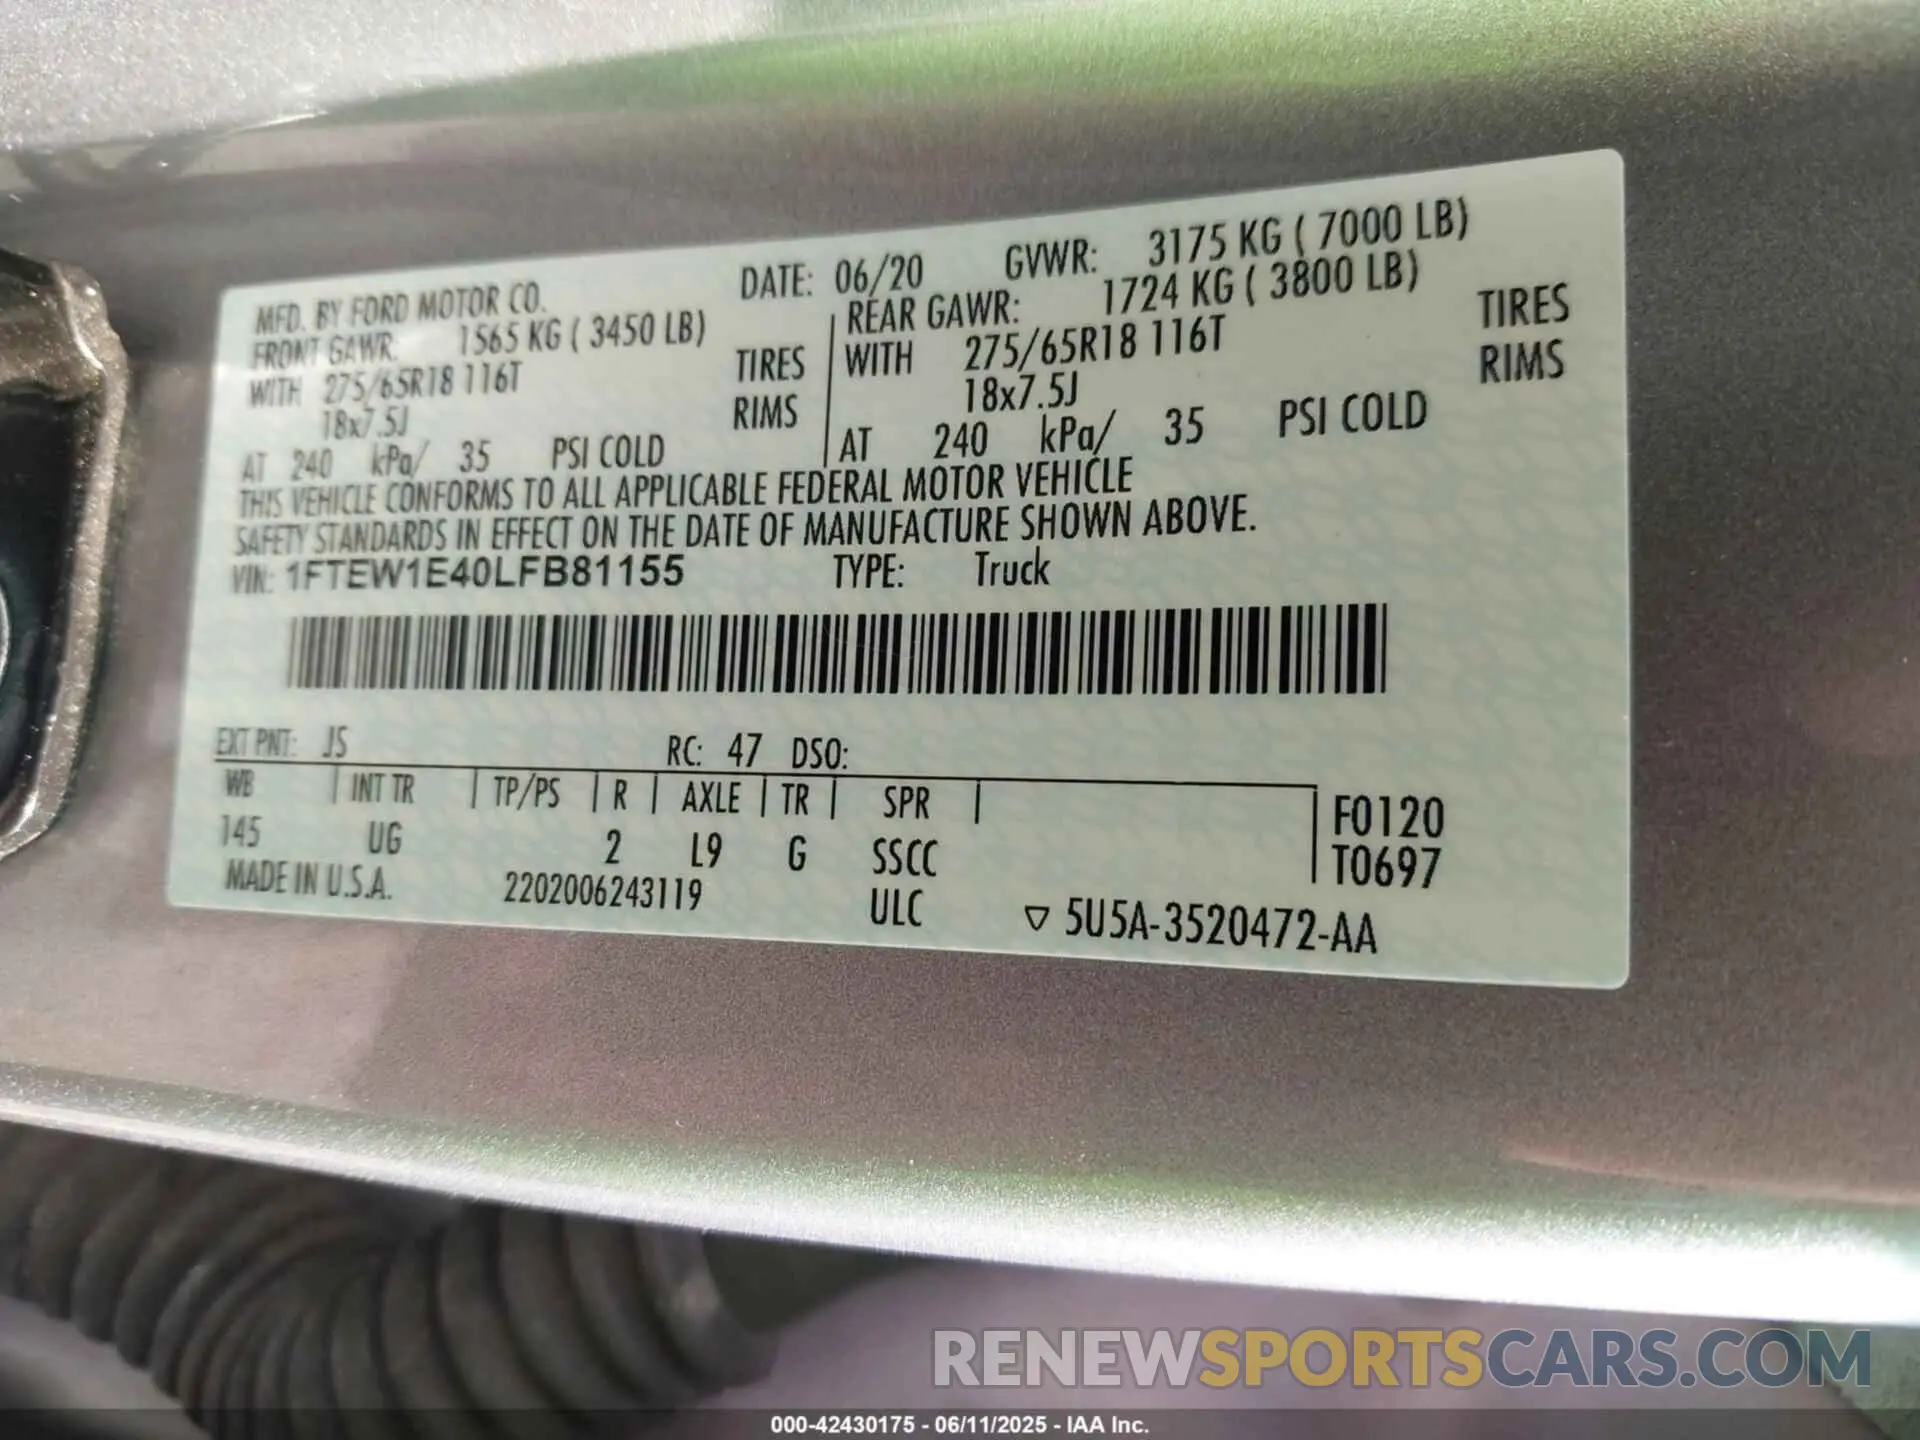 MFD. BY FORD MOTOR CO. DATE: 06/20 GVWR: 3175 KG ( 7000 LB)
FRONT GAWR: 1565 KG ( 3450 LB) REAR GAWR: 1724 KG ( 3800 LB)
WITH 275/65R18 116T TIRES WITH 275/65R18 116T TIRES
18x7.5J RIMS 18x7.5J RIMS
AT 240 kPa/ 35 PSI COLD AT 240 kPa/ 35 PSI COLD
THIS VEHICLE CONFORMS TO ALL APPLICABLE FEDERAL MOTOR VEHICLE
SAFETY STANDARDS IN EFFECT ON THE DATE OF MANUFACTURE SHOWN ABOVE.
VIN: 1FTEW1E40LFB81155 TYPE: Truck
EXT PNT: JS RC: 47 DSO:
WB | INT TR | TP/PS | R | AXLE | TR | SPR | F0120
145 UG 2 L9 G SSCC T0697
MADE IN U.S.A. 2202006243119 ULC ▽ 5U5A-3520472-AA
RENEWSPORTSCARS.COM
000-42430175 - 06/11/2025 - IAA Inc.